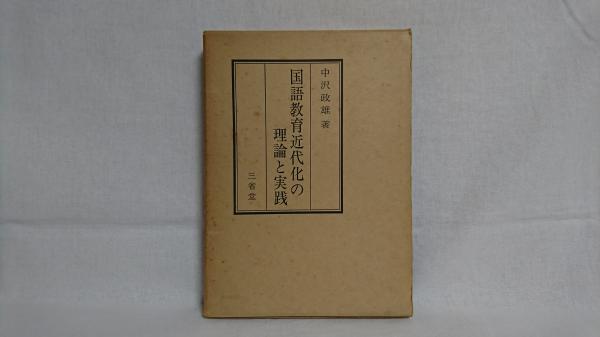 中沢政雄 著
国語教育近代化の
理論と実践
三省堂